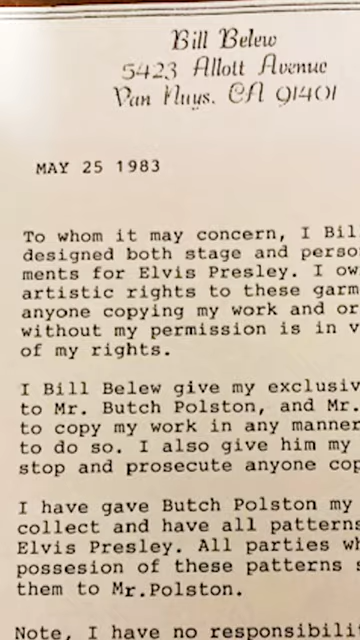 Bill Belew
5423 Allott Avenue
Van Nuys, CA 91401
MAY 25 1983
To whom it may concern, I Bil
designed both stage and perso
ments for Elvis Presley. I ow
artistic rights to these garm
anyone copying my work and or
without my permission is in v
of my rights.
I Bill Belew give my exclusiv
to Mr. Butch Polston, and Mr.
to copy my work in any manner
to do so. I also give him my
stop and prosecute anyone cop
I have gave Butch Polston my
collect and have all patterns
Elvis Presley. All parties wh
possesion of these patterns s
them to Mr.Polston.
Note, I have no responsibilit